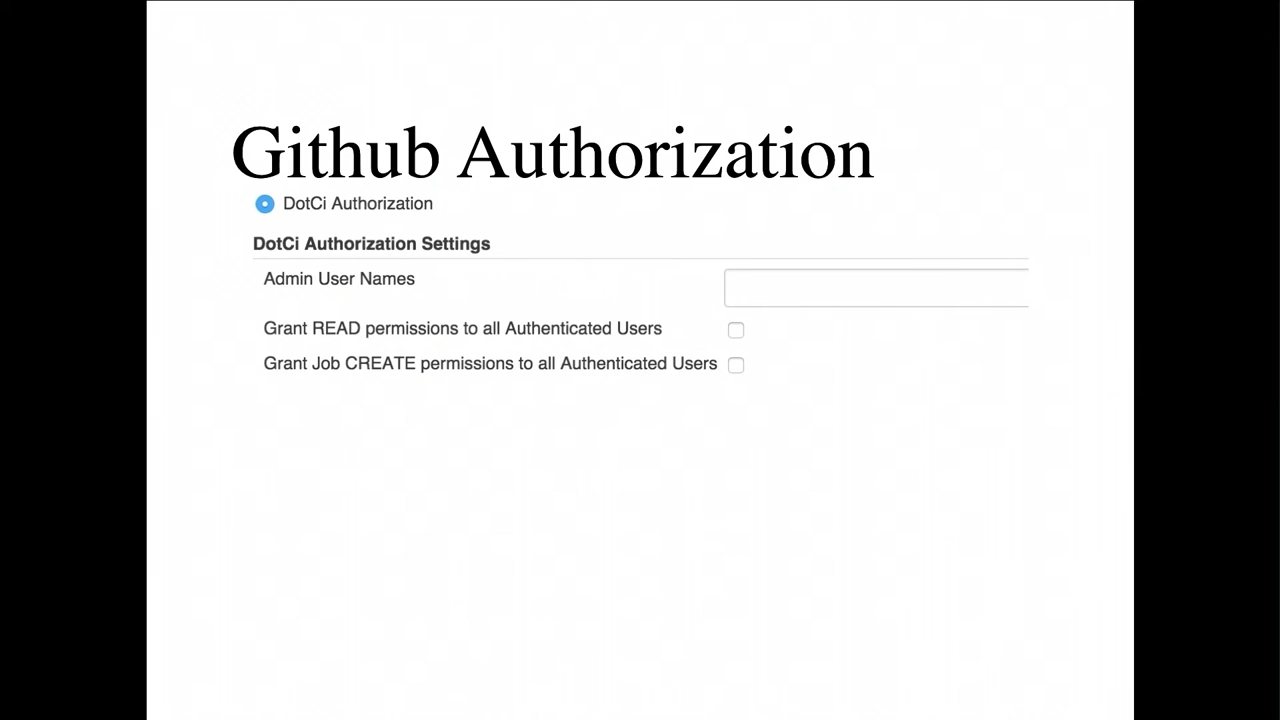 Github Authorization
DotCi Authorization
DotCi Authorization Settings
Admin User Names
Grant READ permissions to all Authenticated Users
Grant Job CREATE permissions to all Authenticated Users